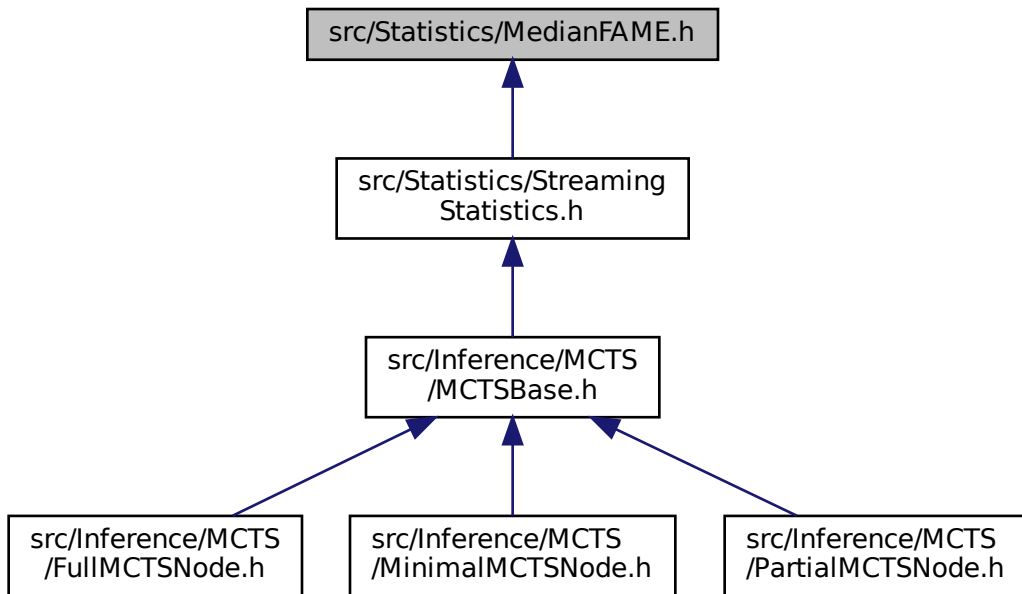 src/Statistics/MedianFAME.h
src/Statistics/Streaming
Statistics.h
src/Inference/MCTS
/MCTSBase.h
src/Inference/MCTS
/FullMCTSNode.h
src/Inference/MCTS
/MinimalMCTSNode.h
src/Inference/MCTS
/PartialMCTSNode.h